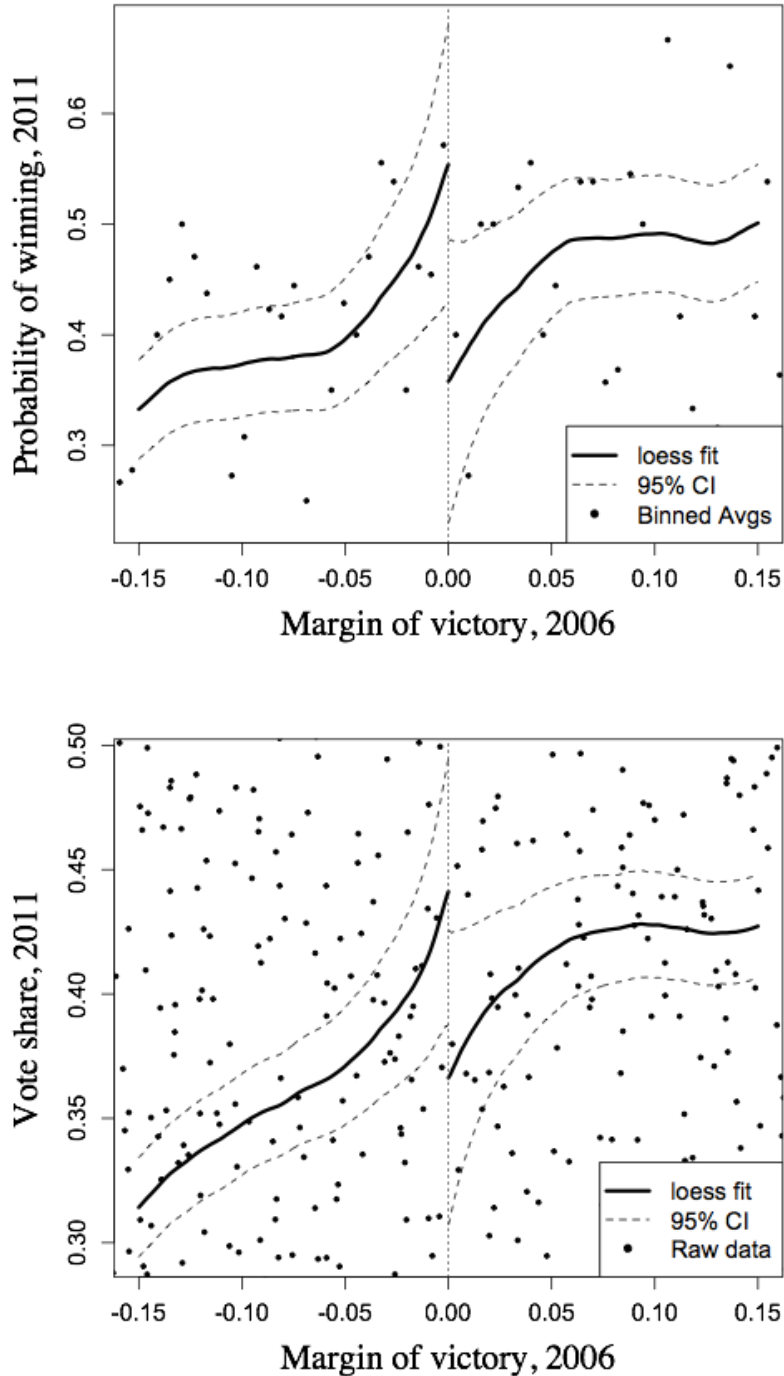 Probability of winning, 2011
0.6
0.5
0.4
0.3
loess fit
95% CI
Binned Avgs
-0.15 -0.10 -0.05 0.00 0.05 0.10 0.15
Margin of victory, 2006
Vote share, 2011
0.50
0.45
0.40
0.35
0.30
loess fit
95% CI
Raw data
-0.15 -0.10 -0.05 0.00 0.05 0.10 0.15
Margin of victory, 2006